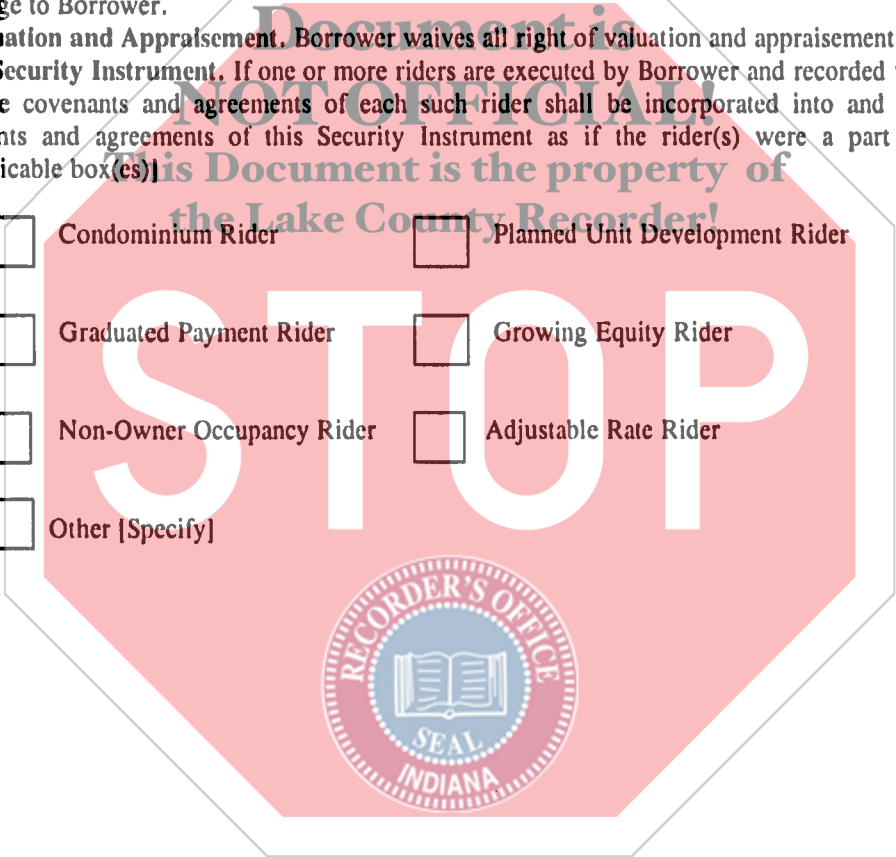 ge to Borrower.
Document is
ation and Appraisement. Borrower waives all right of valuation and appraisement
Security Instrument. If one or more riders are executed by Borrower and recorded
NOT OFFICIAL!
e covenants and agreements of each such rider shall be incorporated into and
nts and agreements of this Security Instrument as if the rider(s) were a part
icable box(es)]
This Document is the property of
the Lake County Recorder!
Condominium Rider Planned Unit Development Rider
Graduated Payment Rider Growing Equity Rider
STOP
Non-Owner Occupancy Rider Adjustable Rate Rider
Other [Specify]
RECORDER'S OFFICE
SEAL
INDIANA